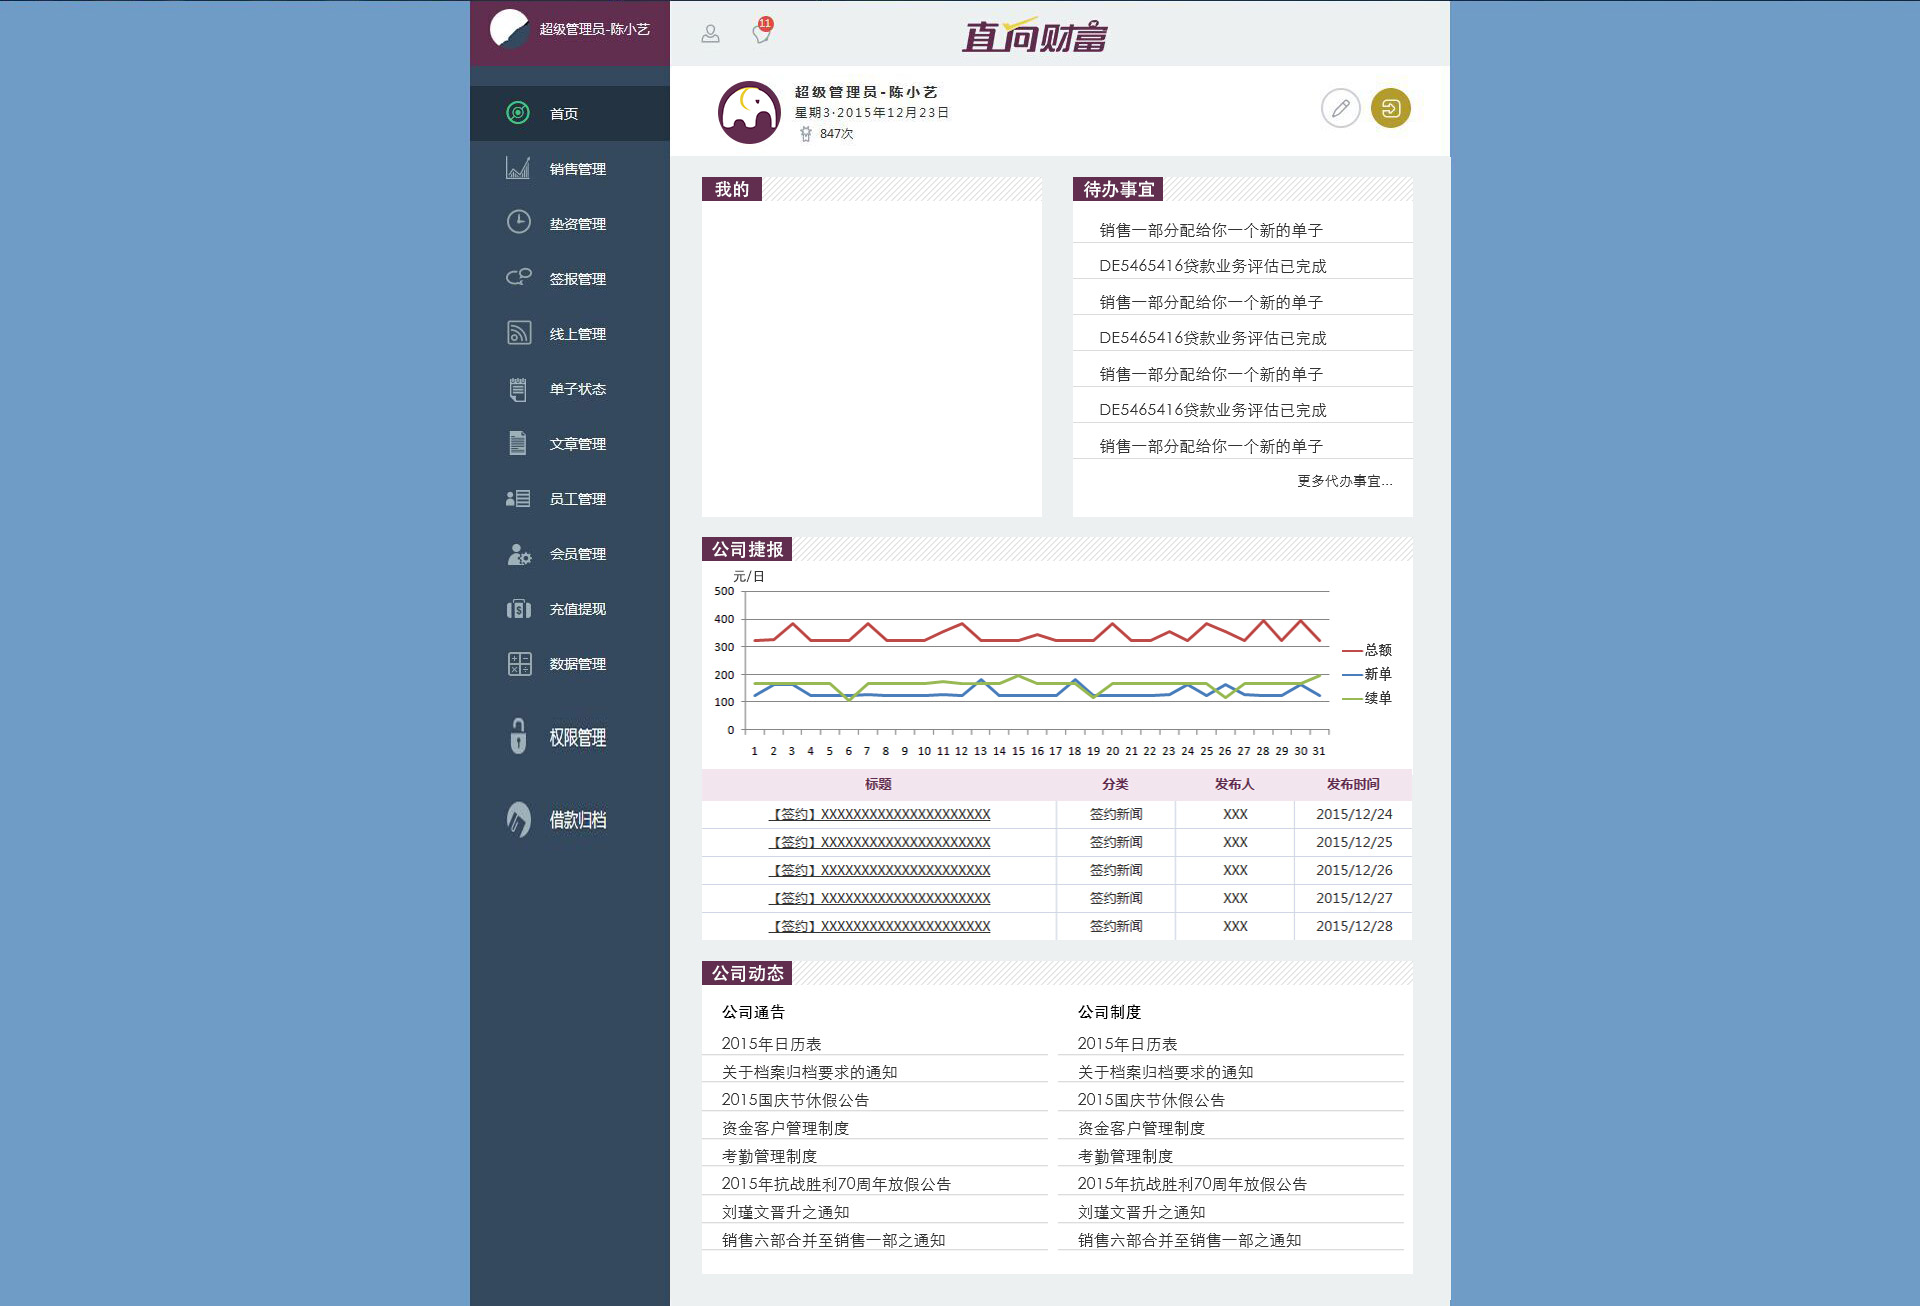 超级管理员-陈小艺
11
直向财富
超级管理员-陈小艺
星期3·2015年12月23日
847次
首页
销售管理
垫资管理
签报管理
线上管理
单子状态
文章管理
员工管理
会员管理
充值提现
数据管理
权限管理
借款归档
我的
待办事宜
销售一部分配给你一个新的单子
DE5465416贷款业务评估已完成
销售一部分配给你一个新的单子
DE5465416贷款业务评估已完成
销售一部分配给你一个新的单子
DE5465416贷款业务评估已完成
销售一部分配给你一个新的单子
更多代办事宜...
公司捷报
元/日
500
400
300
200
100
0
1 2 3 4 5 6 7 8 9 10 11 12 13 14 15 16 17 18 19 20 21 22 23 24 25 26 27 28 29 30 31
总额
新单
续单
标题 分类 发布人 发布时间
【签约】XXXXXXXXXXXXXXXXXXXXX 签约新闻 XXX 2015/12/24
【签约】XXXXXXXXXXXXXXXXXXXXX 签约新闻 XXX 2015/12/25
【签约】XXXXXXXXXXXXXXXXXXXXX 签约新闻 XXX 2015/12/26
【签约】XXXXXXXXXXXXXXXXXXXXX 签约新闻 XXX 2015/12/27
【签约】XXXXXXXXXXXXXXXXXXXXX 签约新闻 XXX 2015/12/28
公司动态
公司通告
2015年日历表
关于档案归档要求的通知
2015国庆节休假公告
资金客户管理制度
考勤管理制度
2015年抗战胜利70周年放假公告
刘瑾文晋升之通知
销售六部合并至销售一部之通知
公司制度
2015年日历表
关于档案归档要求的通知
2015国庆节休假公告
资金客户管理制度
考勤管理制度
2015年抗战胜利70周年放假公告
刘瑾文晋升之通知
销售六部合并至销售一部之通知